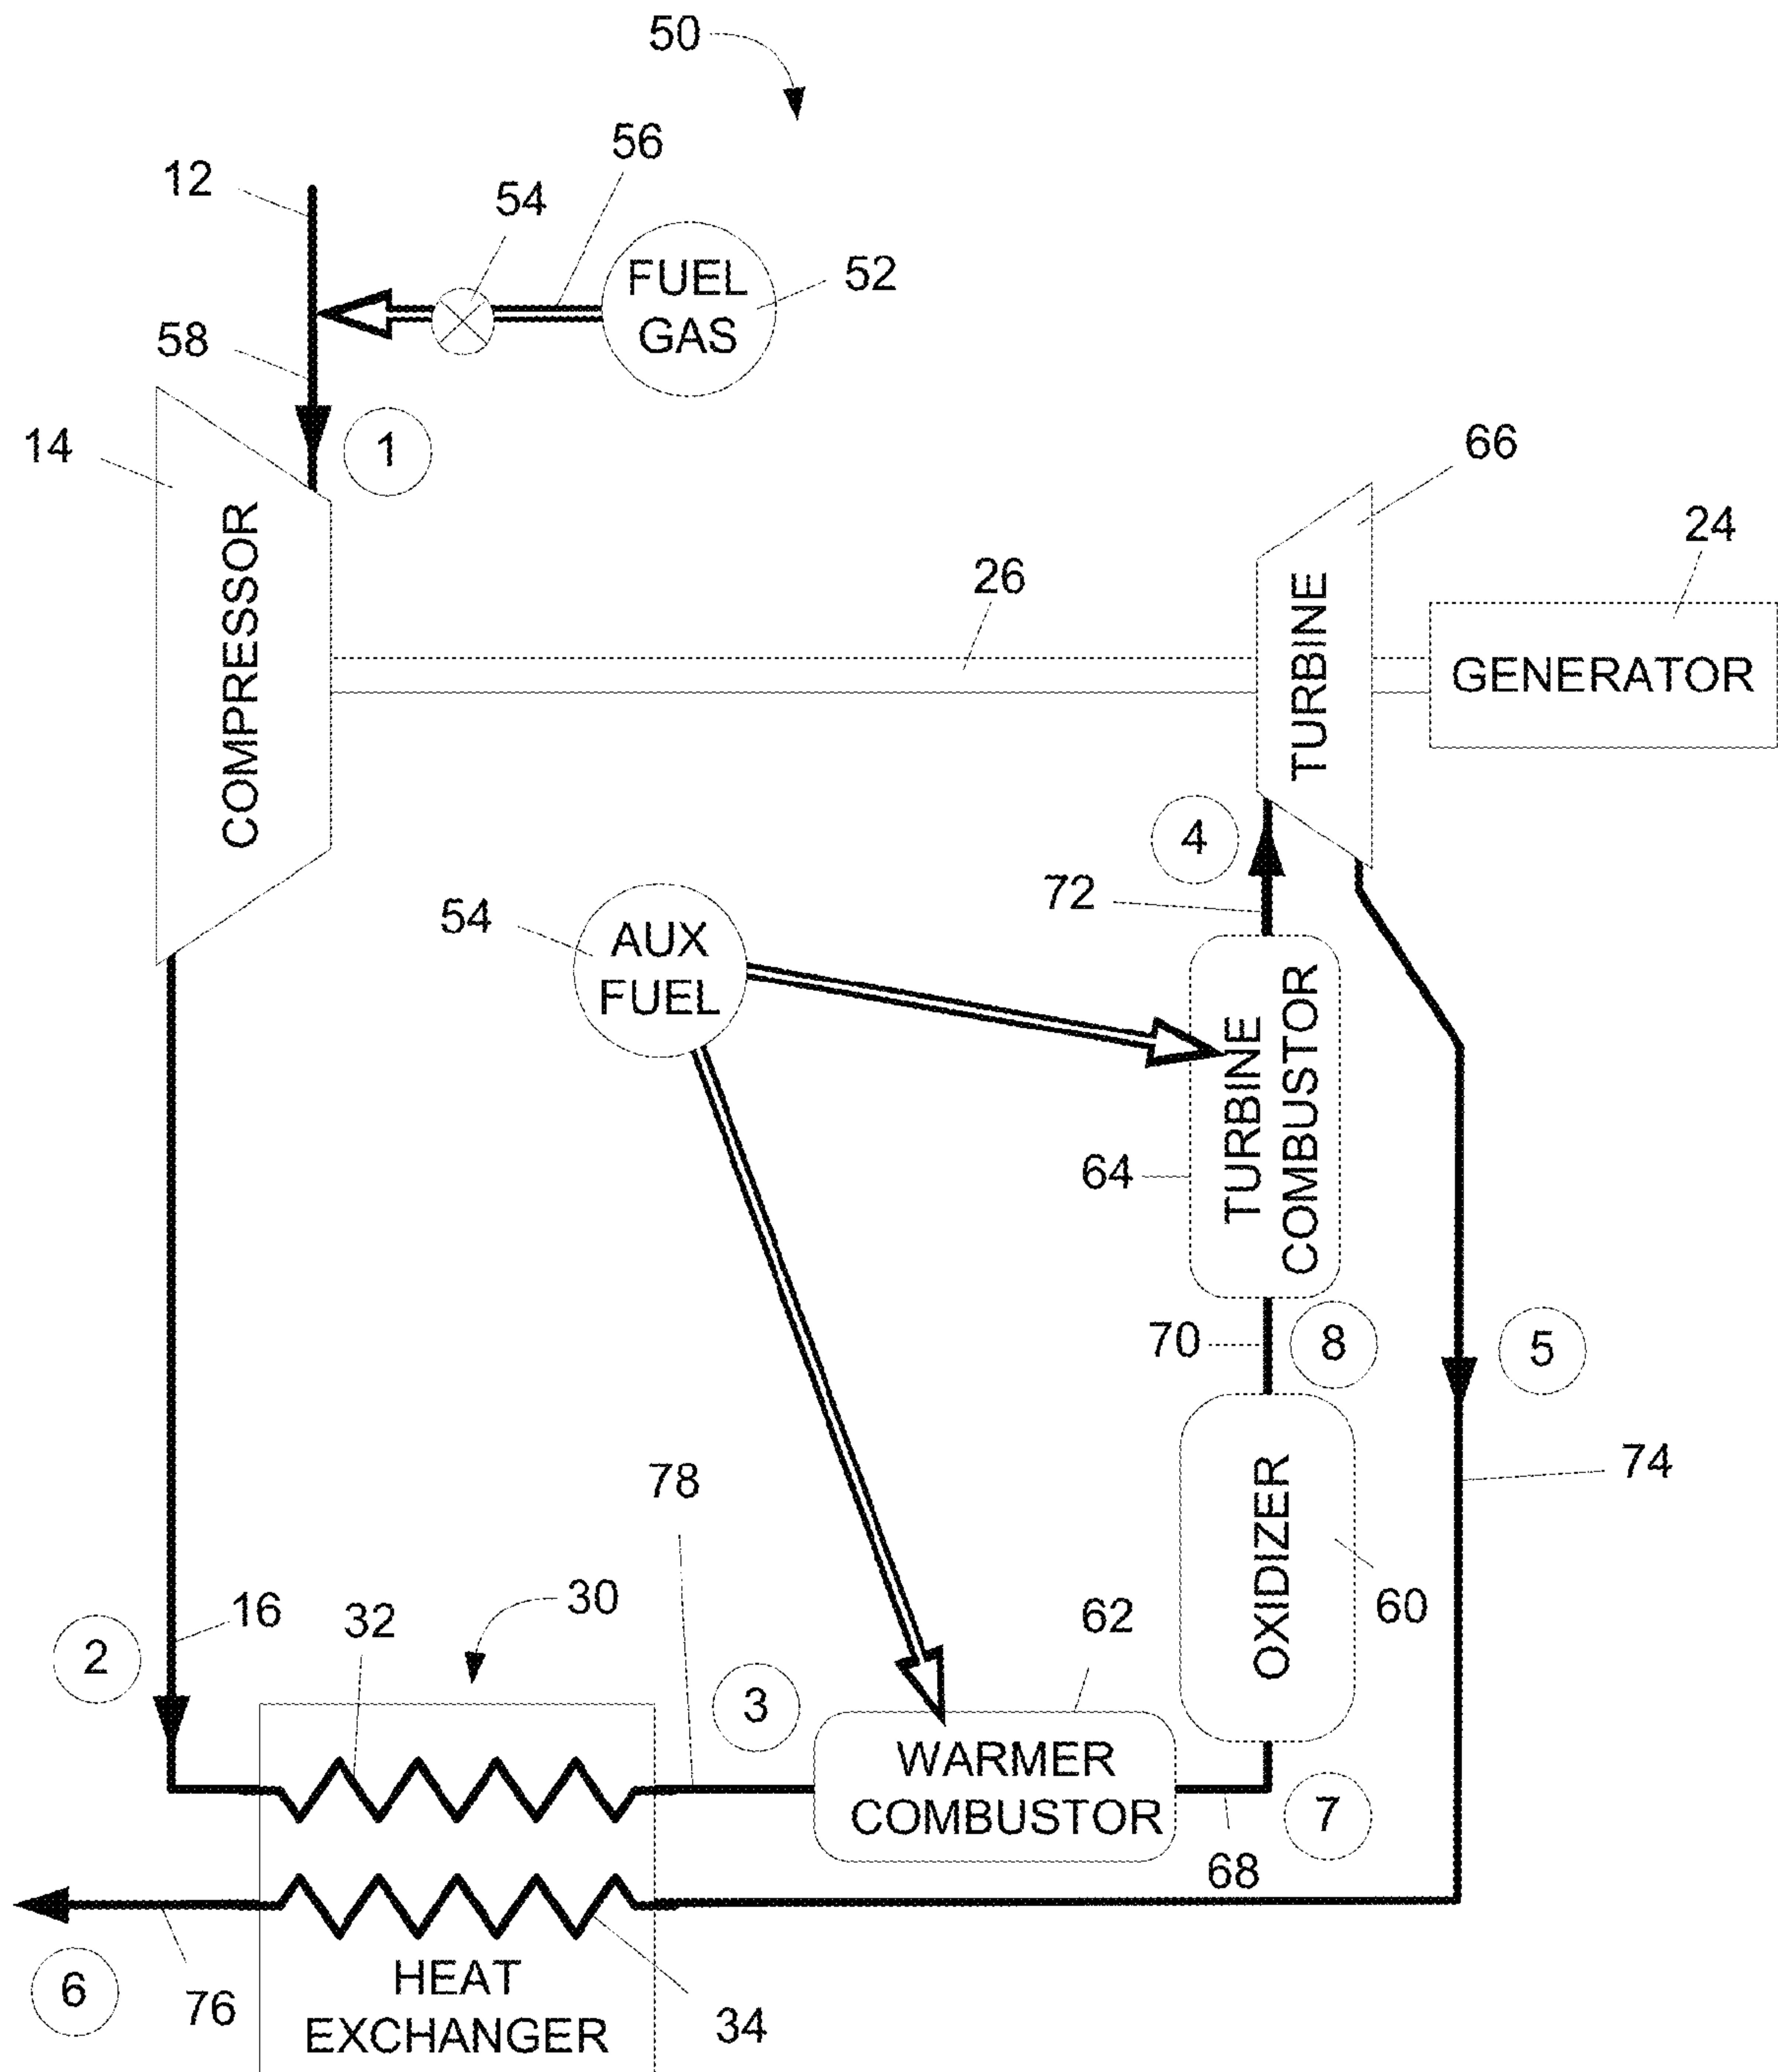 50
56
12
54
FUEL
GAS
52
58
1
14
66
24
26
COMPRESSOR
TURBINE
GENERATOR
4
72
54
AUX
FUEL
TURBINE
COMBUSTOR
64
70
8
5
74
78
OXIDIZER
60
2
16
32
30
62
3
WARMER
COMBUSTOR
7
68
6
76
HEAT
EXCHANGER
34